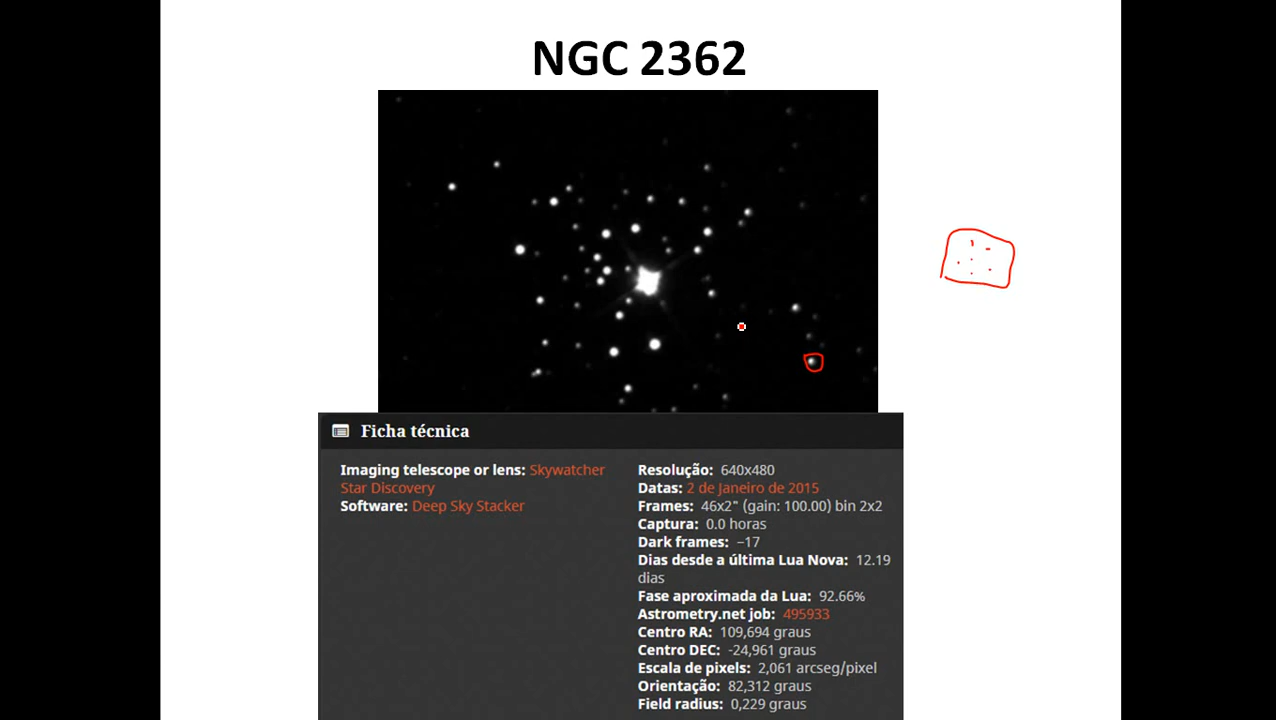 NGC 2362
Ficha técnica
Imaging telescope or lens: Skywatcher
Star Discovery
Software: Deep Sky Stacker
Resolução: 640x480
Datas: 2 de Janeiro de 2015
Frames: 46x2" (gain: 100.00) bin 2x2
Captura: 0.0 horas
Dark frames: ~17
Dias desde a última Lua Nova: 12.19
dias
Fase aproximada da Lua: 92.66%
Astrometry.net job: 495933
Centro RA: 109,694 graus
Centro DEC: -24,961 graus
Escala de pixels: 2,061 arcseg/pixel
Orientação: 82,312 graus
Field radius: 0,229 graus